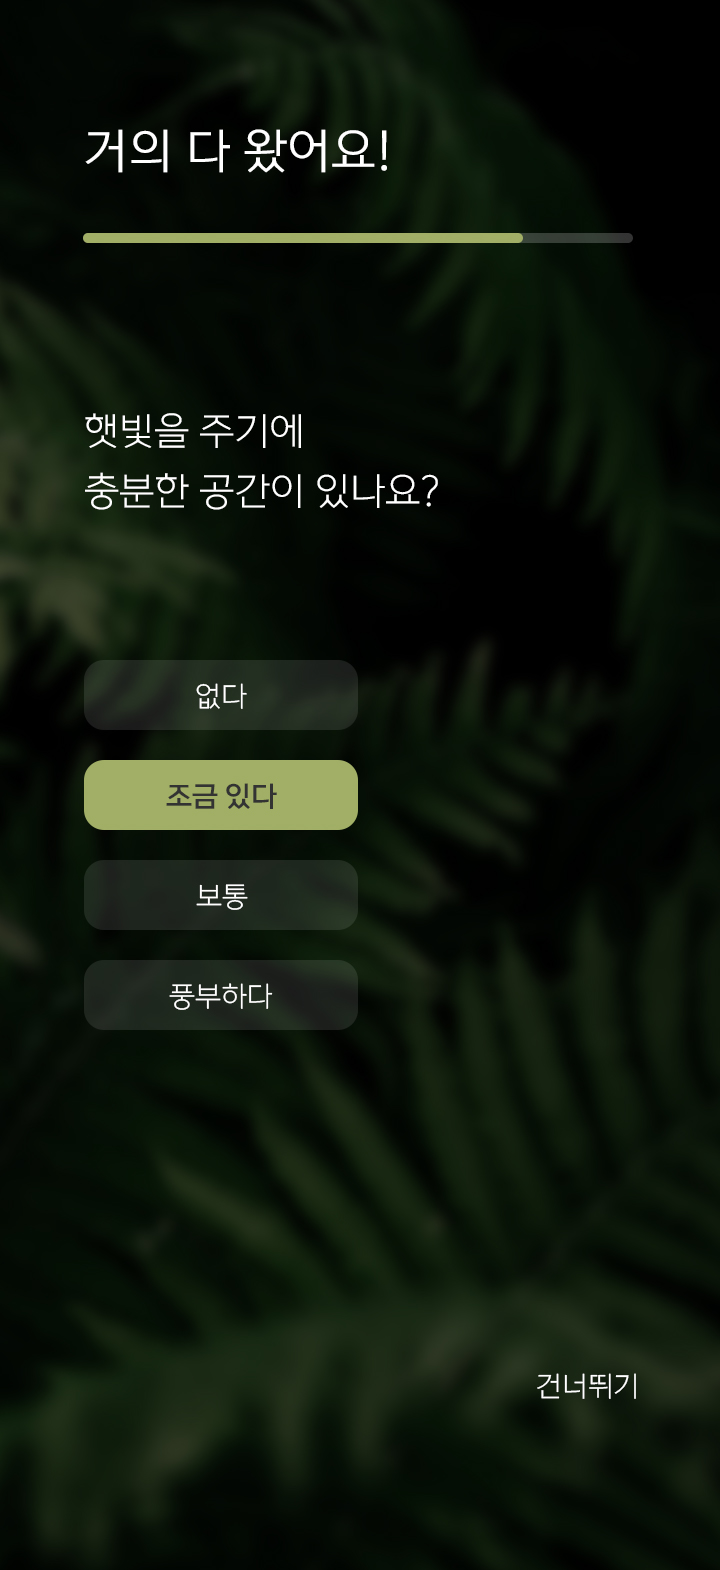 거의 다 왔어요!
햇빛을 주기에
충분한 공간이 있나요?
없다
조금 있다
보통
풍부하다
건너뛰기